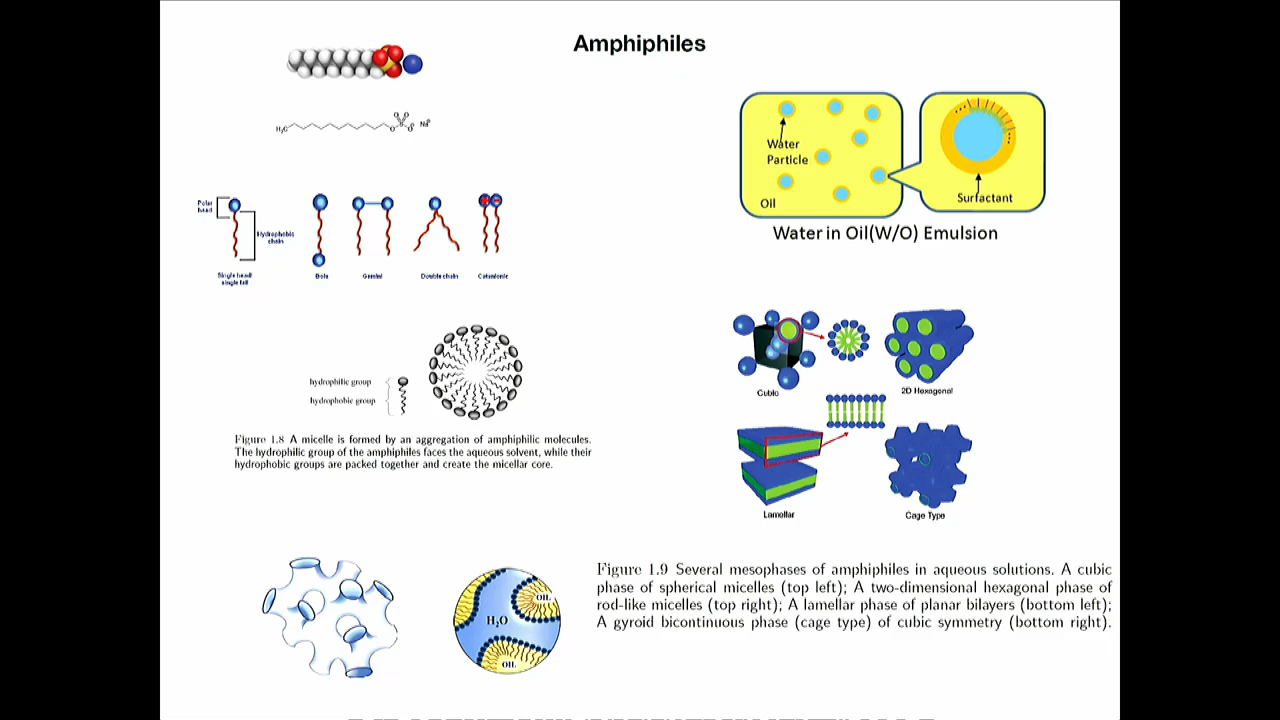 Amphiphiles
H₃C
O
O
O
S
O
Na
Water
Particle
Oil
Surfactant
Water in Oil(W/O) Emulsion
Polar
head
Hydrophobic
chain
Single head/
single tail
Bola
Gemini
Double chain
Catanionic
hydrophilic group
hydrophobic group
Figure 1.8 A micelle is formed by an aggregation of amphiphilic molecules.
The hydrophilic group of the amphiphiles faces the aqueous solvent, while their
hydrophobic groups are packed together and create the micellar core.
Cubic
2D Hexagonal
Lamellar
Cage Type
OIL
H₂O
OIL
Figure 1.9 Several mesophases of amphiphiles in aqueous solutions. A cubic
phase of spherical micelles (top left); A two-dimensional hexagonal phase of
rod-like micelles (top right); A lamellar phase of planar bilayers (bottom left);
A gyroid bicontinuous phase (cage type) of cubic symmetry (bottom right).